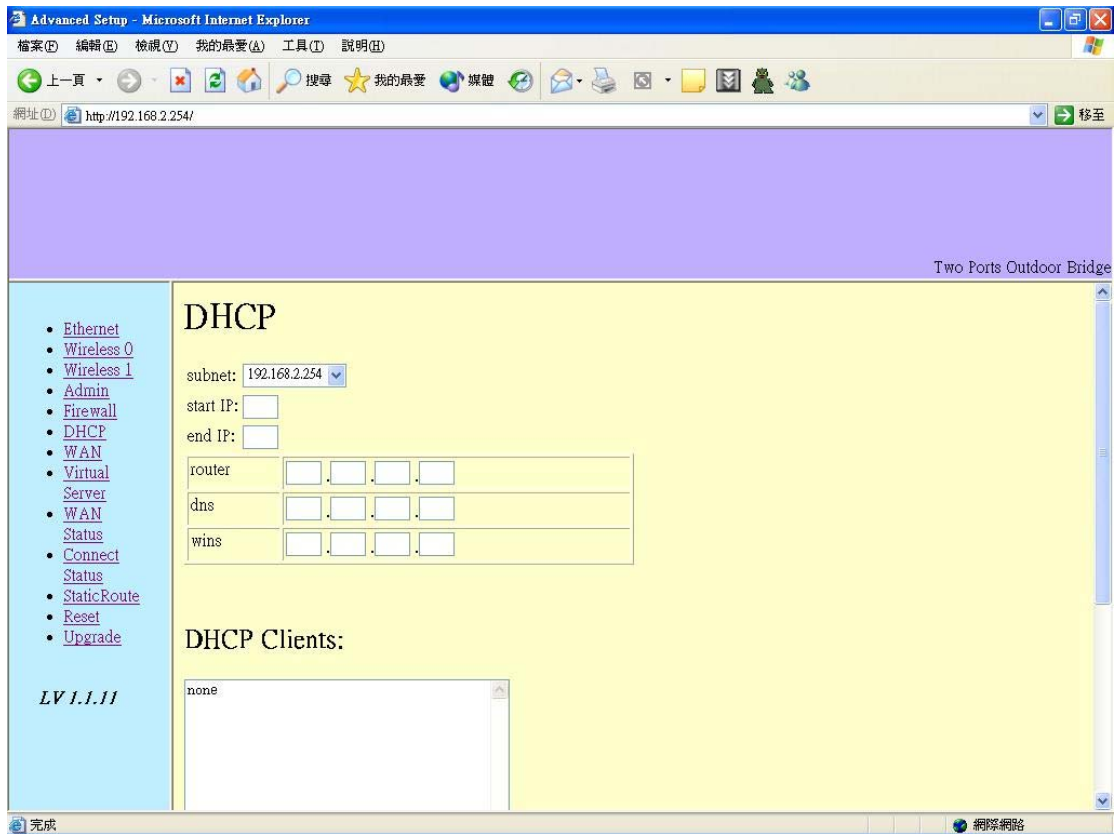 Advanced Setup - Microsoft Internet Explorer
檔案(F) 編輯(E) 檢視(V) 我的最愛(A) 工具(T) 說明(H)
上一頁 搜尋 我的最愛 媒體
網址(D) http://192.168.2.254/ 移至
Two Ports Outdoor Bridge
Ethernet
Wireless 0
Wireless 1
Admin
Firewall
DHCP
WAN
Virtual
Server
WAN
Status
Connect
Status
StaticRoute
Reset
Upgrade
LV 1.1.11
DHCP
subnet: 192.168.2.254
start IP:
end IP:
router . . .
dns . . .
wins . . .
DHCP Clients:
none
完成 網際網路